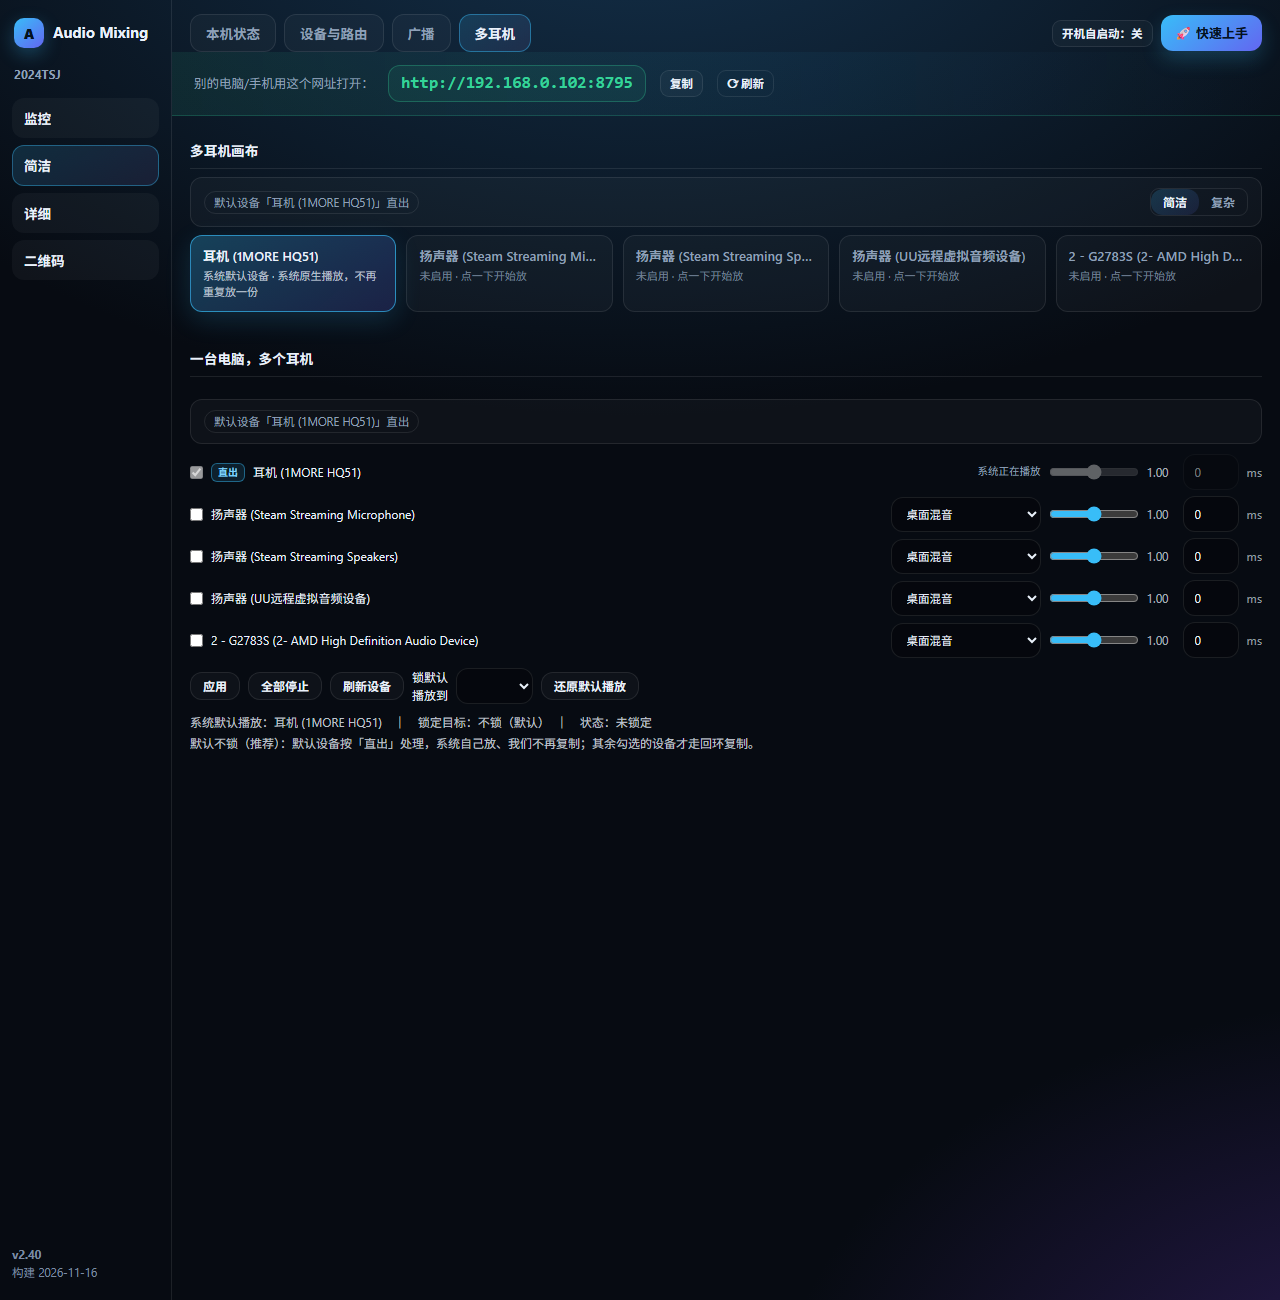 A Audio Mixing
2024TSJ
监控
简洁
详细
二维码
v2.40
构建 2026-11-16
本机状态 设备与路由 广播 多耳机 开机自启动：关 🚀 快速上手
别的电脑/手机用这个网址打开： http://192.168.0.102:8795 复制 ⟳ 刷新
多耳机画布
默认设备「耳机 (1MORE HQ51)」直出 简洁 复杂
耳机 (1MORE HQ51)
系统默认设备 · 系统原生播放，不再
重复放一份
扬声器 (Steam Streaming Mi...
未启用 · 点一下开始放
扬声器 (Steam Streaming Sp...
未启用 · 点一下开始放
扬声器 (UU远程虚拟音频设备)
未启用 · 点一下开始放
2 - G2783S (2- AMD High D...
未启用 · 点一下开始放
一台电脑，多个耳机
默认设备「耳机 (1MORE HQ51)」直出
直出 耳机 (1MORE HQ51) 系统正在播放 1.00 0 ms
扬声器 (Steam Streaming Microphone) 桌面混音 1.00 0 ms
扬声器 (Steam Streaming Speakers) 桌面混音 1.00 0 ms
扬声器 (UU远程虚拟音频设备) 桌面混音 1.00 0 ms
2 - G2783S (2- AMD High Definition Audio Device) 桌面混音 1.00 0 ms
应用 全部停止 刷新设备 锁默认播放到 还原默认播放
系统默认播放：耳机 (1MORE HQ51) | 锁定目标：不锁（默认） | 状态：未锁定
默认不锁（推荐）：默认设备按「直出」处理，系统自己放、我们不再复制；其余勾选的设备才走回环复制。